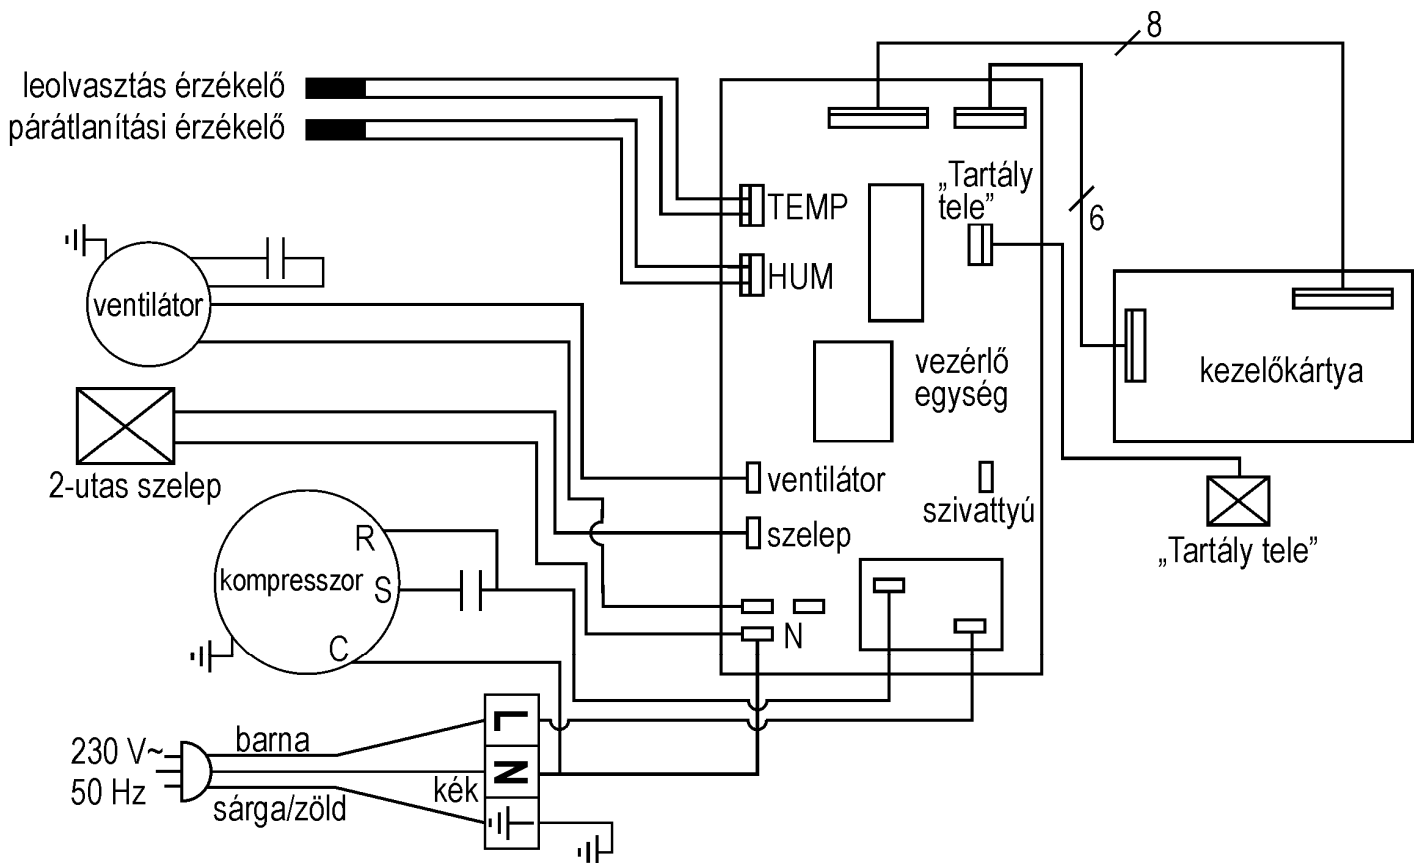 8
leolvasztás érzékelő
párátlanítási érzékelő
„Tartály
tele”
TEMP
6
HUM
ventilátor
vezérlő
egység
kezelőkártya
2-utas szelep
ventilátor
szivattyú
szelep
„Tartály tele”
R
kompresszor
S
C
N
L
barna
230 V~
50 Hz
N
kék
sárga/zöld